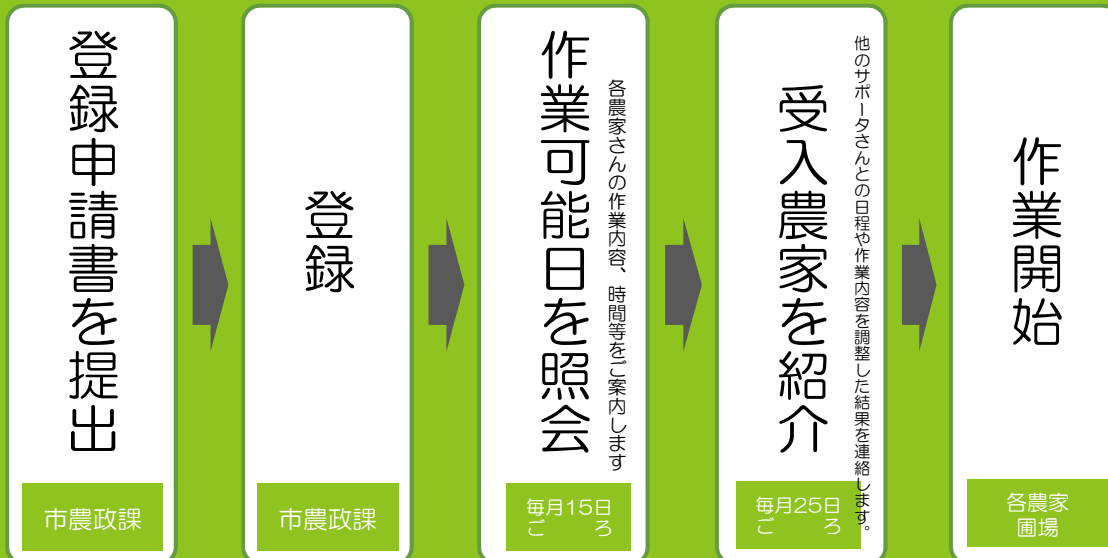 登録申請書を提出
市農政課
登録
市農政課
作業可能日を照会
各農家さんの作業内容、時間等をご案内します
毎月15日
ごろ
受入農家を紹介
他のサポータさんとの日程や作業内容を調整した結果を連絡します。
毎月25日
ごろ
作業開始
各農家
圃場